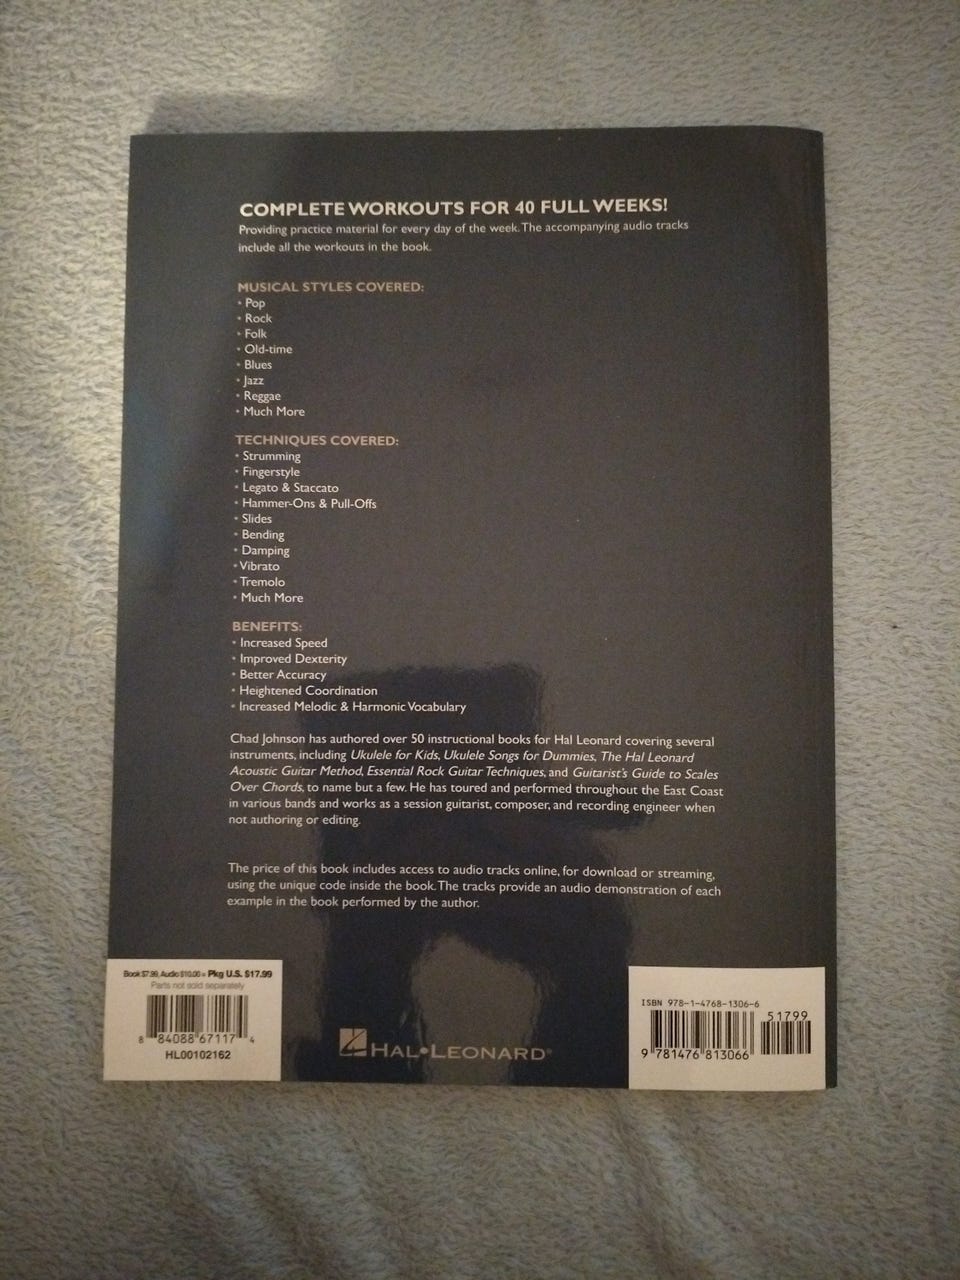 COMPLETE WORKOUTS FOR 40 FULL WEEKS!
Providing practice material for every day of the week. The accompanying audio tracks
include all the workouts in the book.
MUSICAL STYLES COVERED:
• Pop
• Rock
• Folk
• Old-time
• Blues
• Jazz
• Reggae
• Much More
TECHNIQUES COVERED:
• Strumming
• Fingerstyle
• Legato & Staccato
• Hammer-Ons & Pull-Offs
• Slides
• Bending
• Damping
• Vibrato
• Tremolo
• Much More
BENEFITS:
• Increased Speed
• Improved Dexterity
• Better Accuracy
• Heightened Coordination
• Increased Melodic & Harmonic Vocabulary
Chad Johnson has authored over 50 instructional books for Hal Leonard covering several
instruments, including Ukulele for Kids, Ukulele Songs for Dummies, The Hal Leonard
Acoustic Guitar Method, Essential Rock Guitar Techniques, and Guitarist's Guide to Scales
Over Chords, to name but a few. He has toured and performed throughout the East Coast
in various bands and works as a session guitarist, composer, and recording engineer when
not authoring or editing.
The price of this book includes access to audio tracks online, for download or streaming,
using the unique code inside the book. The tracks provide an audio demonstration of each
example in the book performed by the author.
Book $7.99, Audio $10.00 = Pkg U.S. $17.99
Parts not sold separately
8 84088 67117 4
HL00102162
HAL•LEONARD®
ISBN 978-1-4768-1306-6
51799
9 781476 813066